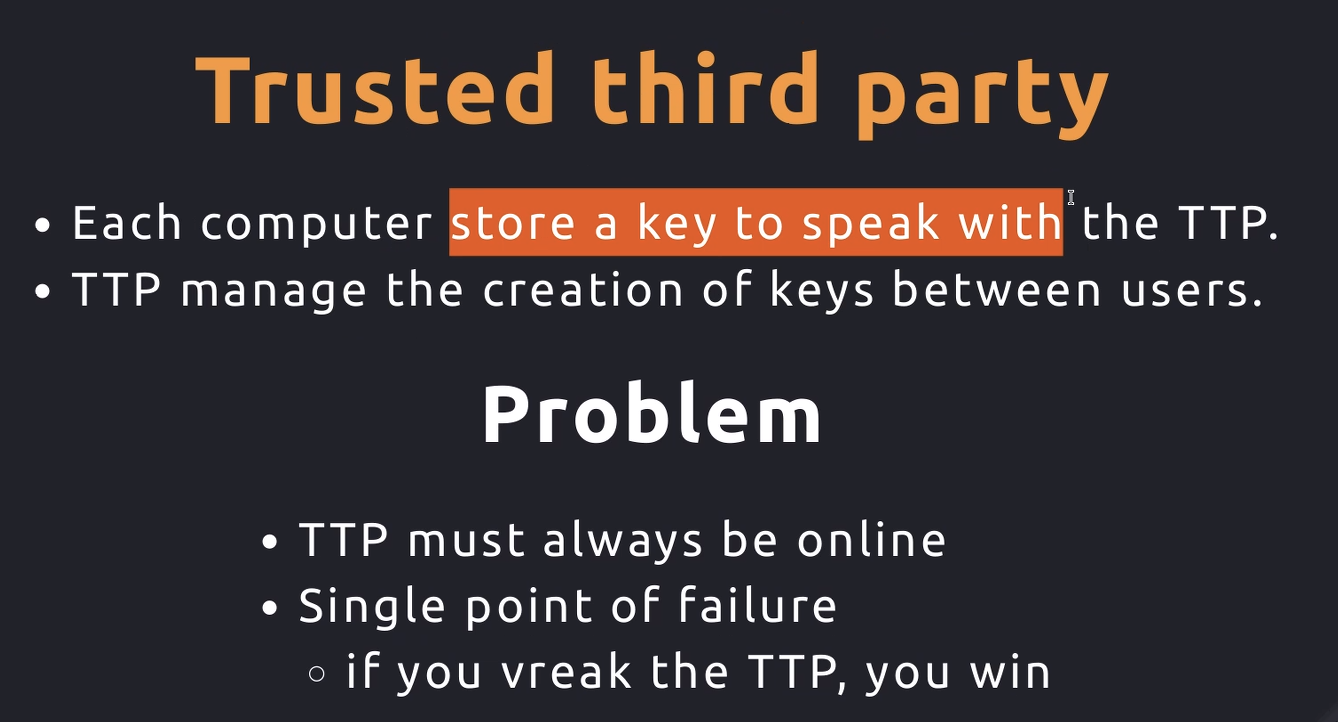 Trusted third party
• Each computer store a key to speak with the TTP.
• TTP manage the creation of keys between users.
Problem
• TTP must always be online
• Single point of failure
◦ if you vreak the TTP, you win